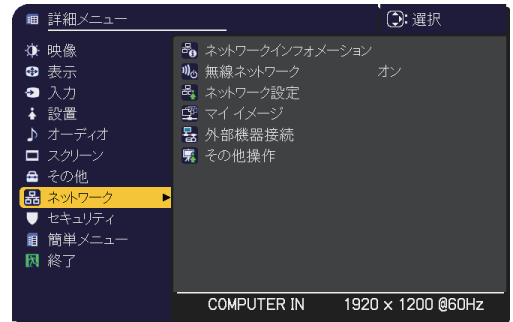 詳細メニュー
：選択
映像
表示
入力
設置
オーディオ
スクリーン
その他
ネットワーク
セキュリティ
簡単メニュー
終了
ネットワークインフォメーション
無線ネットワーク オン
ネットワーク設定
マイ イメージ
外部機器接続
その他操作
COMPUTER IN 1920 x 1200 @60Hz